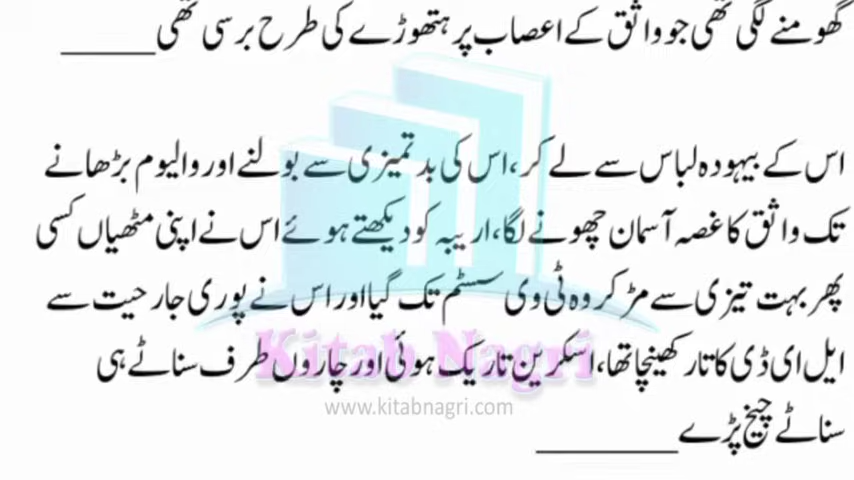 گھومنے لگی تھی جو واثق کے اعصاب پر ہتھوڑے کی طرح برسی تھی__________
اس کے بیہودہ لباس سے لے کر، اس کی بدتمیزی سے بولنے اور والیوم بڑھانے
تک واثق کا غصہ آسمان چھونے لگا، اریبہ کو دیکھتے ہوئے اس نے اپنی مٹھیاں کسی
پھر بہت تیزی سے مڑ کر وہ ٹی وی سسٹم تک گیا اور اس نے پوری جارحیت سے
ایل ای ڈی کا تار کھینچا تھا، اسکرین تاریک ہوئی اور چاروں طرف سناٹے ہی
Kitab Nagri
www.kitabnagri.com
سناٹے چیخ پڑے______________